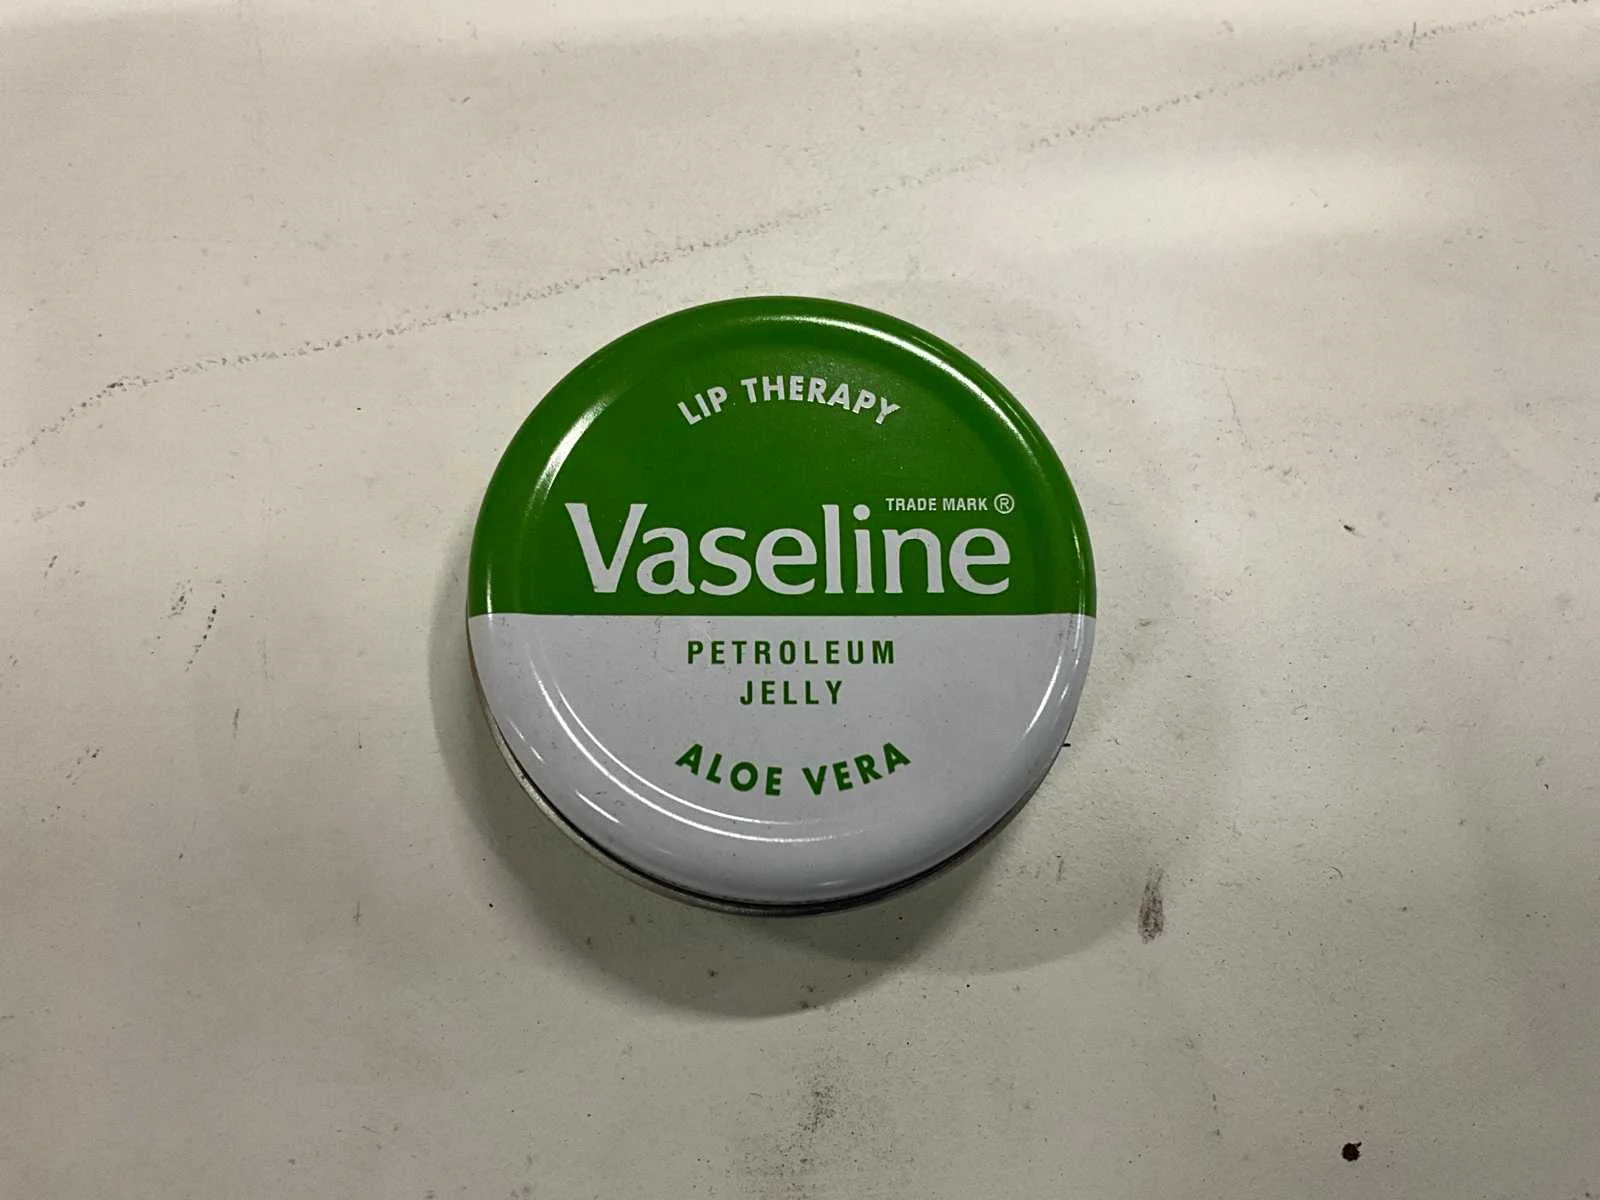 LIP THERAPY
TRADE MARK ®
Vaseline
PETROLEUM
JELLY
ALOE VERA